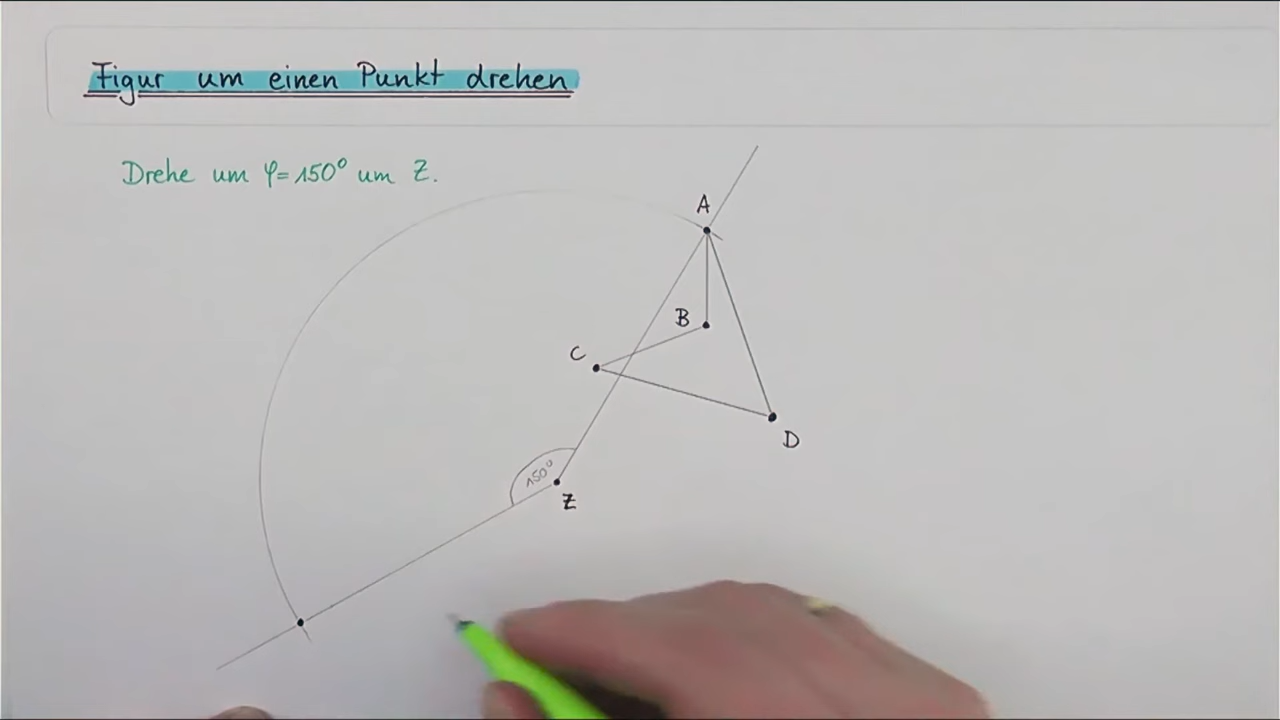 Figur um einen Punkt drehen
Drehe um φ=150° um Z.
A
B
C
D
150°
Z